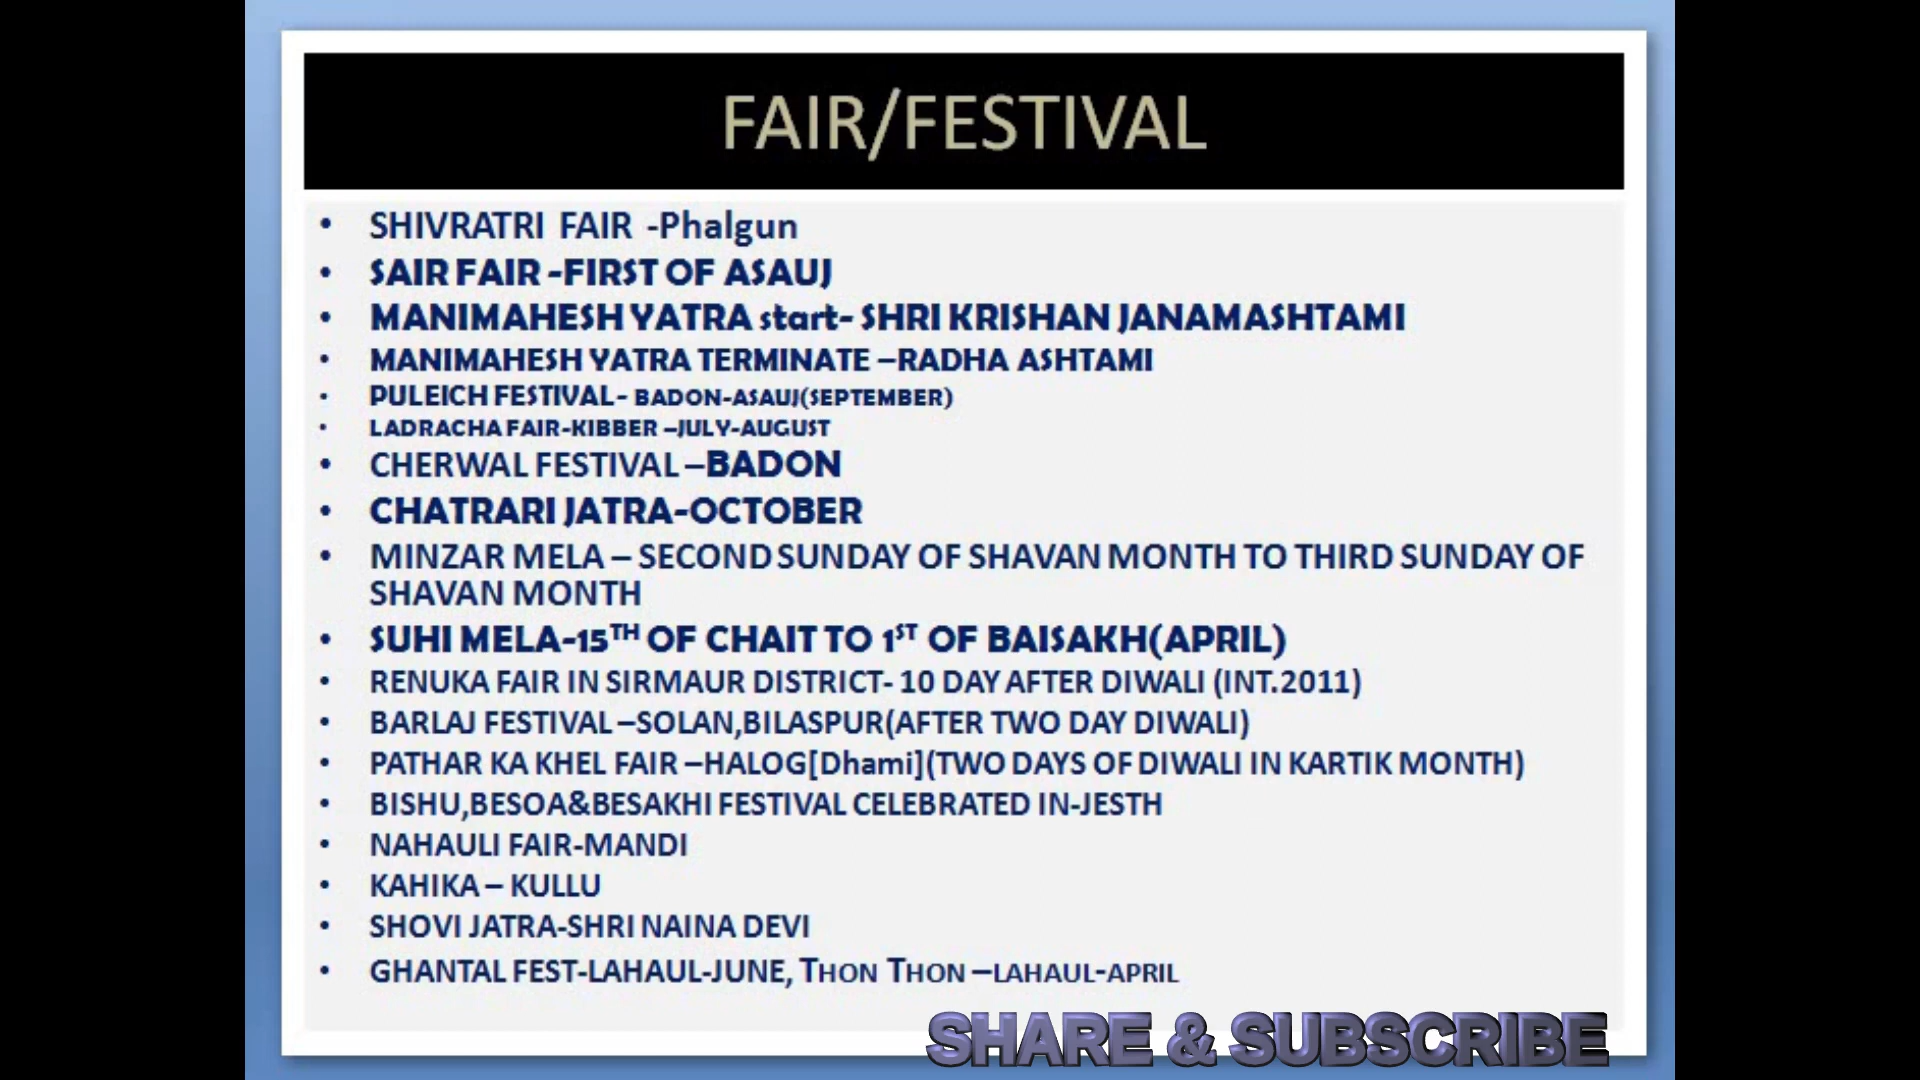 FAIR/FESTIVAL
• SHIVRATRI FAIR -Phalgun
• SAIR FAIR -FIRST OF ASAUJ
• MANIMAHESH YATRA start- SHRI KRISHAN JANAMASHTAMI
• MANIMAHESH YATRA TERMINATE –RADHA ASHTAMI
• PULEICH FESTIVAL- BADON-ASAUJ(SEPTEMBER)
• LADRACHA FAIR-KIBBER –JULY-AUGUST
• CHERWAL FESTIVAL –BADON
• CHATRARI JATRA-OCTOBER
• MINZAR MELA – SECOND SUNDAY OF SHAVAN MONTH TO THIRD SUNDAY OF
SHAVAN MONTH
• SUHI MELA-15TH OF CHAIT TO 1ST OF BAISAKH(APRIL)
• RENUKA FAIR IN SIRMAUR DISTRICT- 10 DAY AFTER DIWALI (INT.2011)
• BARLAJ FESTIVAL –SOLAN,BILASPUR(AFTER TWO DAY DIWALI)
• PATHAR KA KHEL FAIR –HALOG[Dhami](TWO DAYS OF DIWALI IN KARTIK MONTH)
• BISHU,BESOA&BESAKHI FESTIVAL CELEBRATED IN-JESTH
• NAHAULI FAIR-MANDI
• KAHIKA – KULLU
• SHOVI JATRA-SHRI NAINA DEVI
• GHANTAL FEST-LAHAUL-JUNE, THON THON –LAHAUL-APRIL
SHARE & SUBSCRIBE